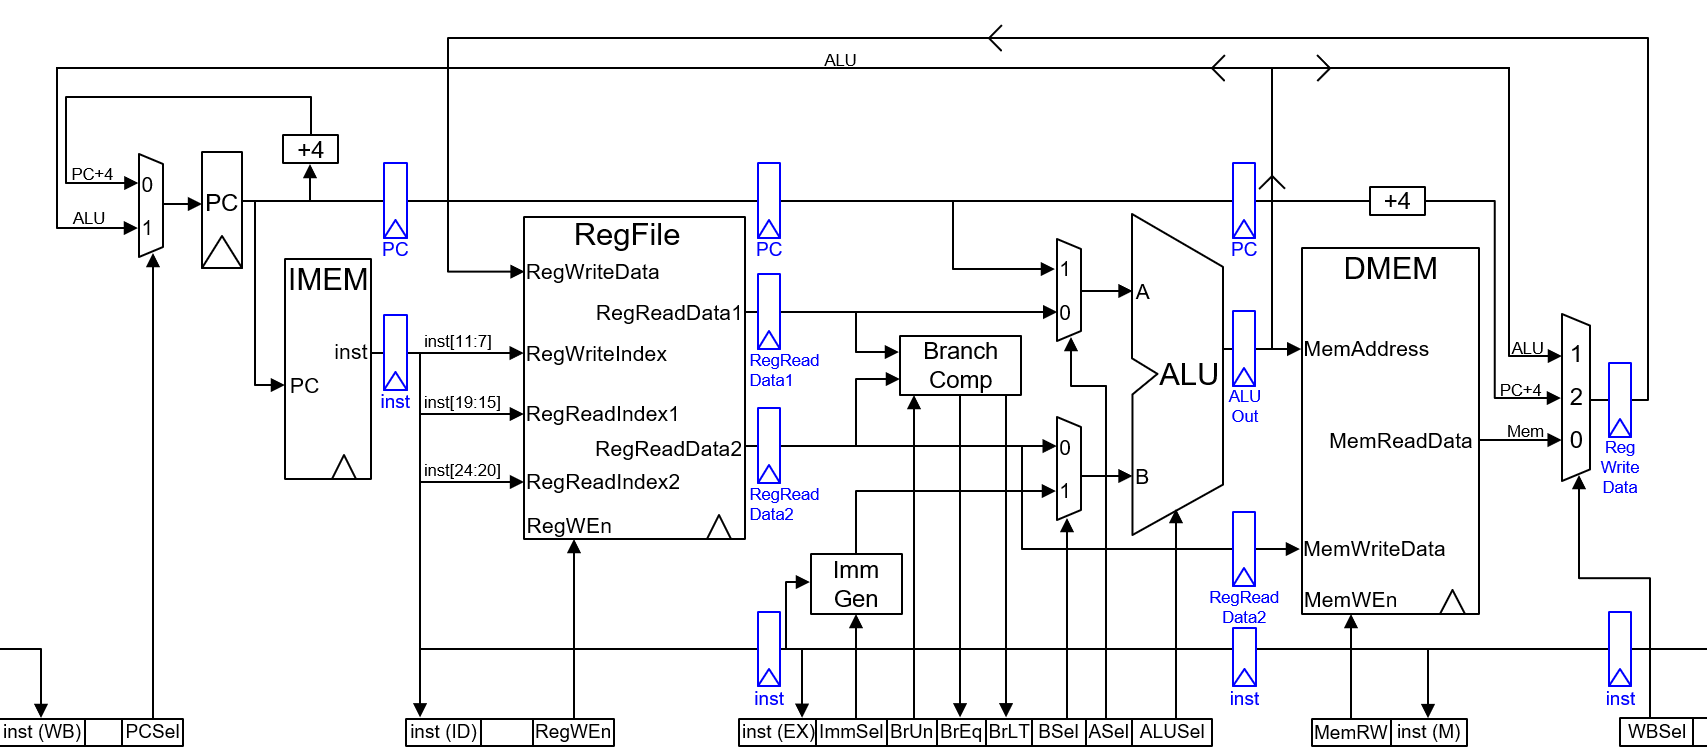 ALU
+4
PC+4
0
PC
ALU
1
PC
PC
PC
+4
RegFile
IMEM
RegWriteData
DMEM
1
A
RegReadData1
0
inst
inst[11:7]
RegWriteIndex
RegRead
Data1
Branch
Comp
ALU
MemAddress
ALU
1
PC
inst
inst[19:15]
RegReadIndex1
ALU
Out
PC+4
2
RegReadData2
0
MemReadData
Mem
0
Reg
Write
Data
inst[24:20]
RegReadIndex2
RegRead
Data2
1
B
RegWEn
MemWriteData
Imm
Gen
RegRead
Data2
MemWEn
inst
inst
inst
inst (WB)
PCSel
inst (ID)
RegWEn
inst (EX)
ImmSel
BrUn
BrEq
BrLT
BSel
ASel
ALUSel
MemRW
inst (M)
WBSel